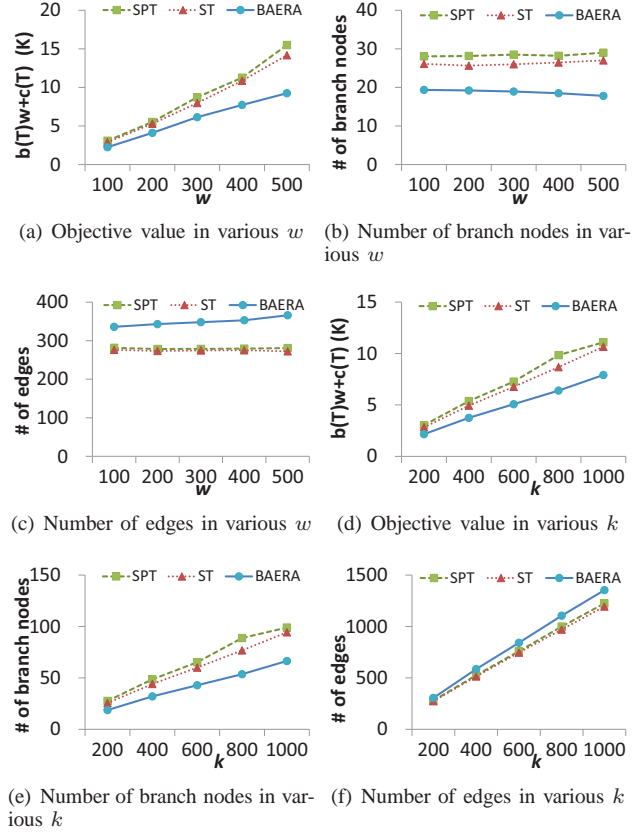 SPT ST BAERA
b(T)w+c(T) (K)
20
15
10
5
0
100 200 300 400 500
w
(a) Objective value in various w
SPT ST BAERA
# of branch nodes
40
30
20
10
0
100 200 300 400 500
w
(b) Number of branch nodes in var-
ious w
SPT ST BAERA
# of edges
400
300
200
100
0
100 200 300 400 500
w
(c) Number of edges in various w
SPT ST BAERA
b(T)w+c(T) (K)
15
10
5
0
200 400 600 800 1000
k
(d) Objective value in various k
SPT ST BAERA
# of branch nodes
150
100
50
0
200 400 600 800 1000
k
(e) Number of branch nodes in var-
ious k
SPT ST BAERA
# of edges
1500
1000
500
0
200 400 600 800 1000
k
(f) Number of edges in various k